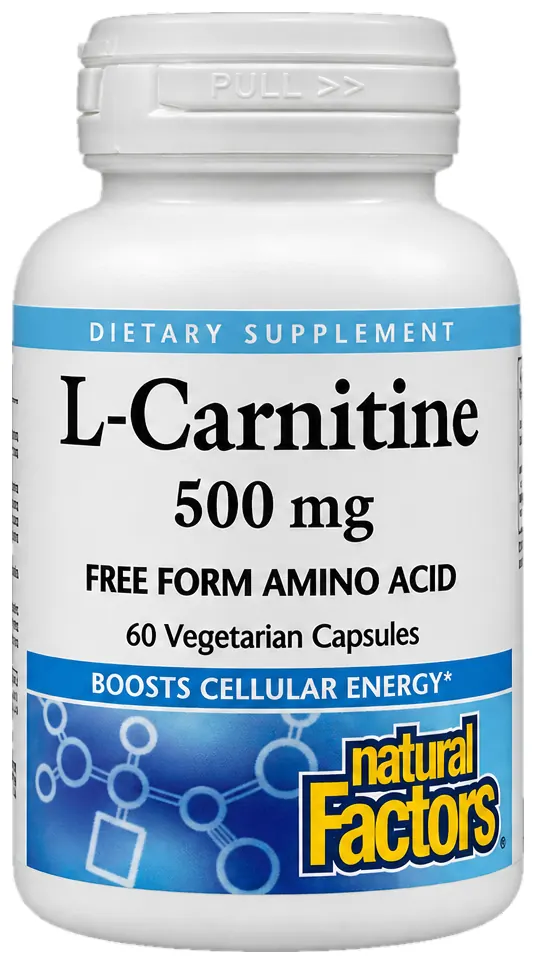 PULL >>
DIETARY SUPPLEMENT
L-Carnitine
500 mg
FREE FORM AMINO ACID
60 Vegetarian Capsules
BOOSTS CELLULAR ENERGY*
natural
Factors®